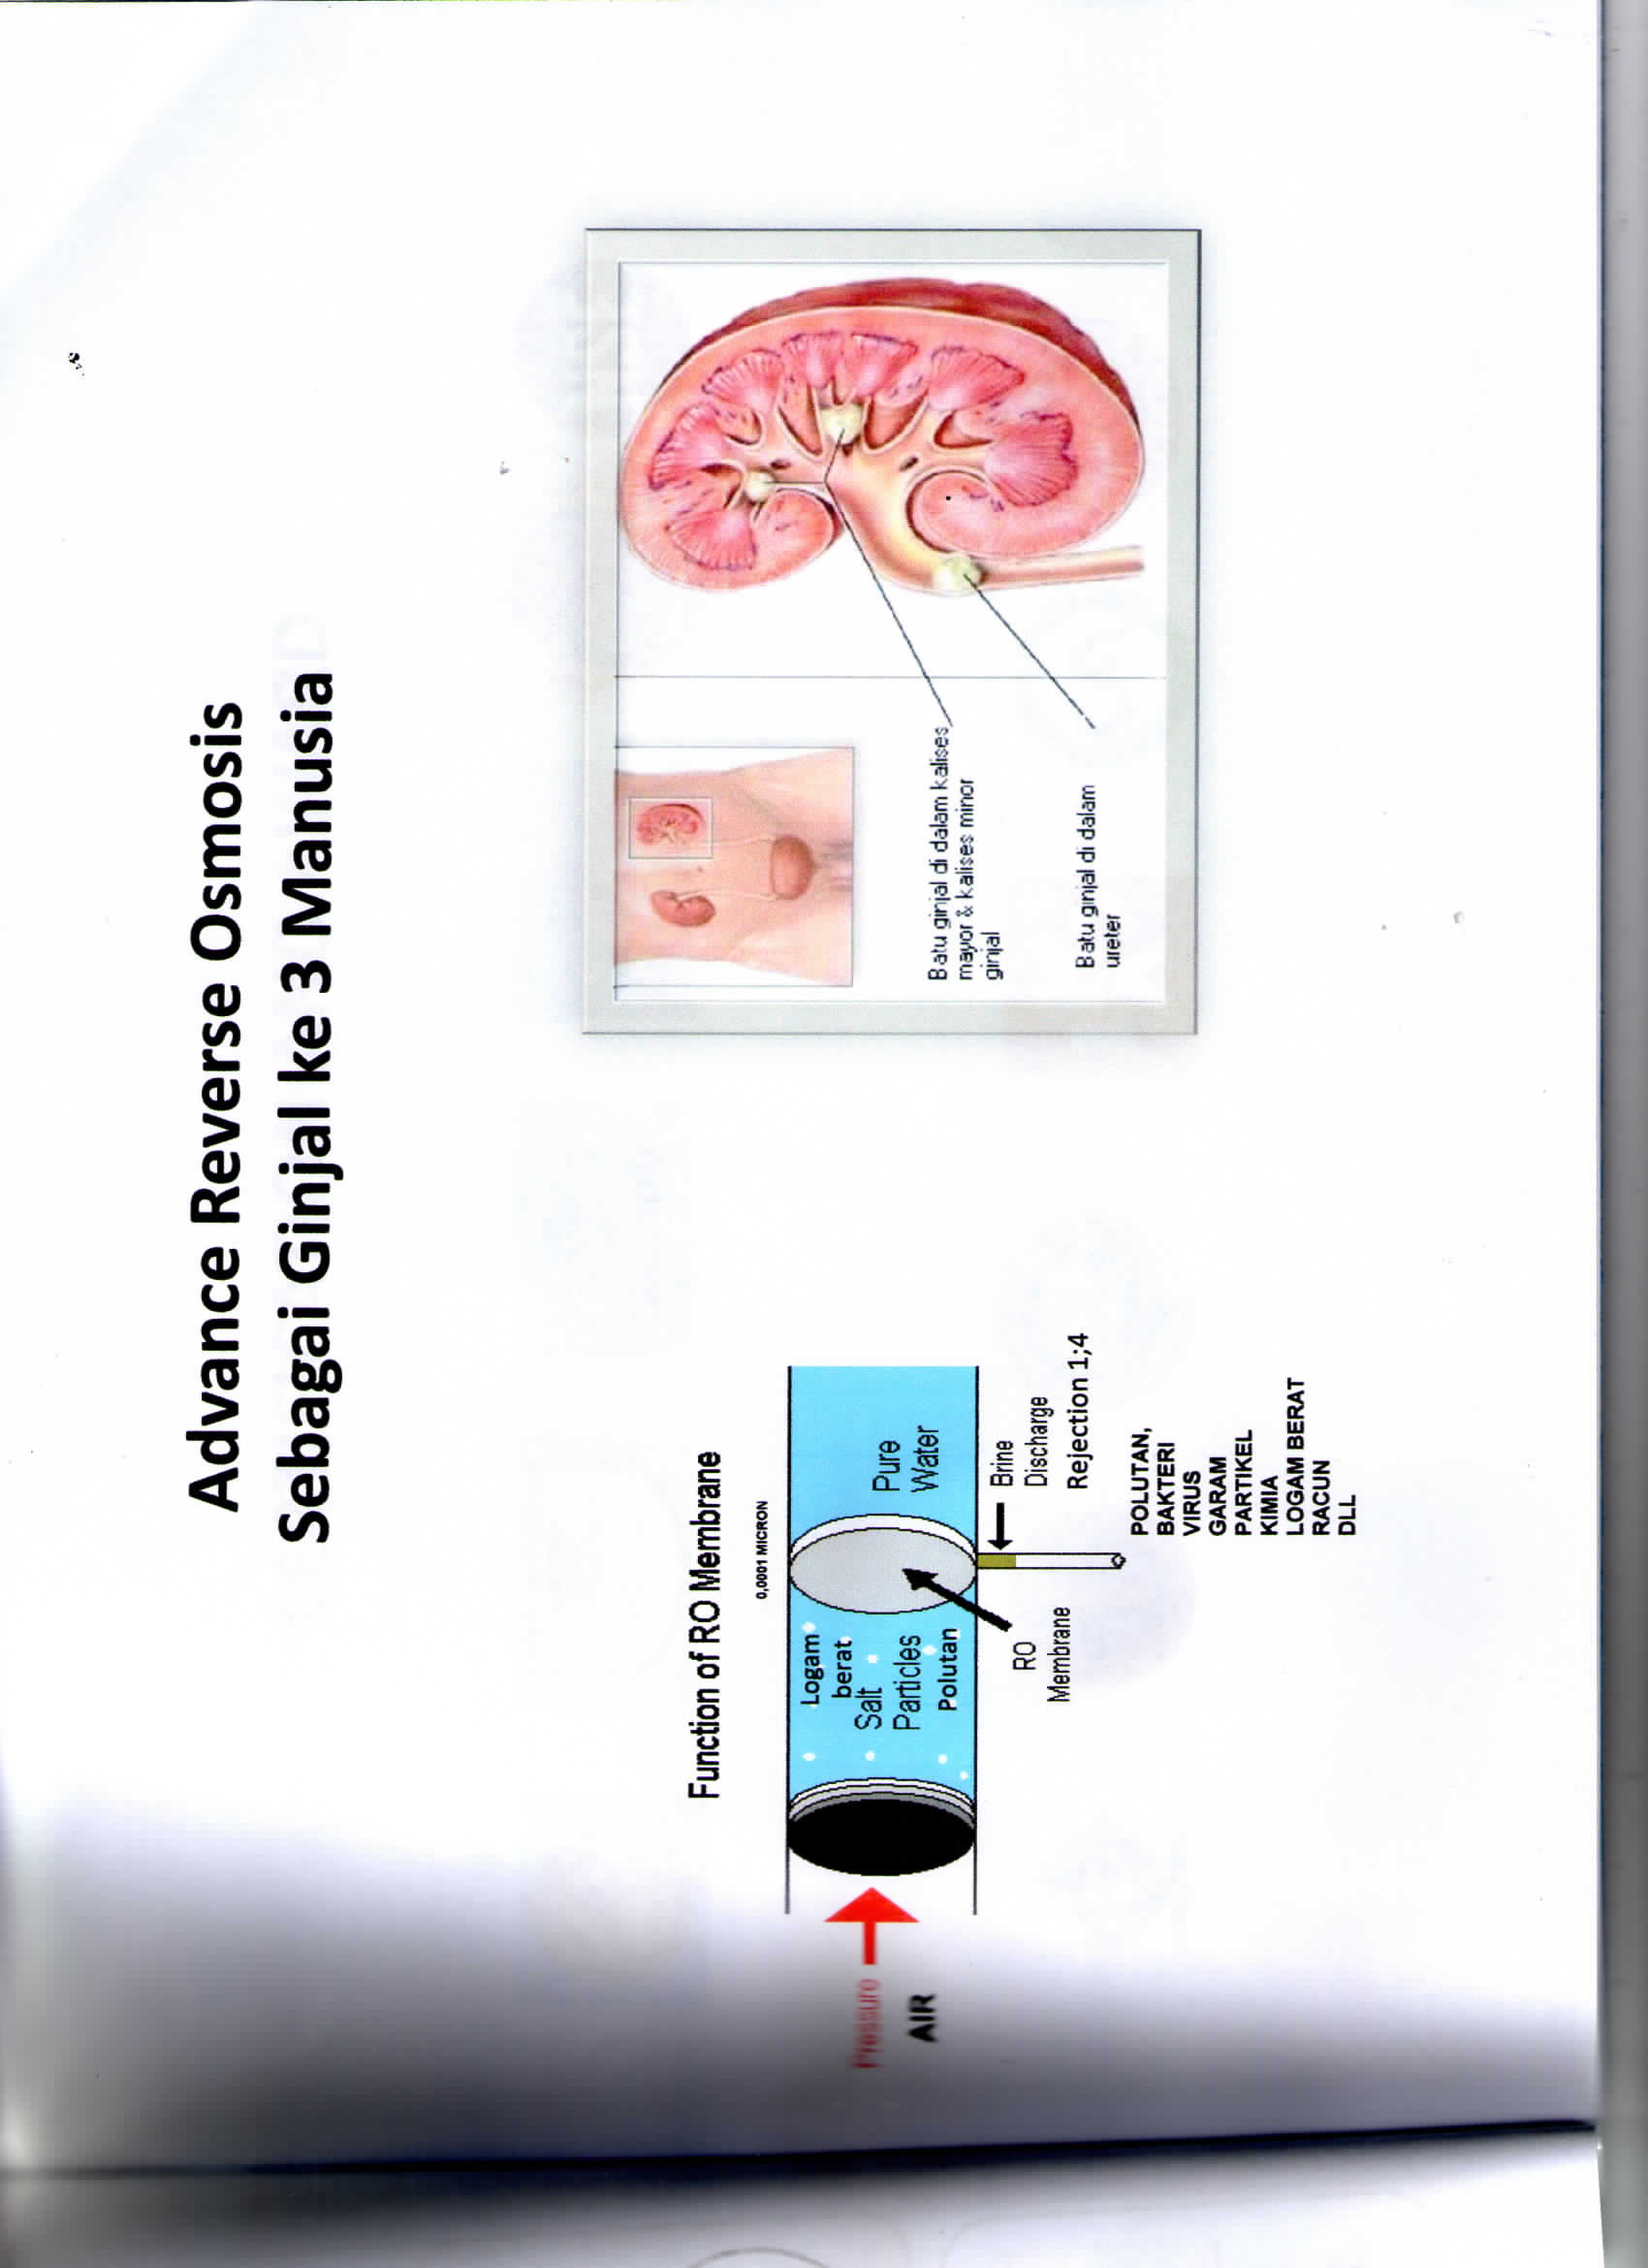 Advance Reverse Osmosis
Sebagai Ginjal ke 3 Manusia
Function of RO Membrane
0,0001 MICRON
Pressure
AIR
Logam
berat
Salt
Particles
Polutan
Pure
Water
RO
Membrane
Brine
Discharge
Rejection 1;4
POLUTAN,
BAKTERI
VIRUS
GARAM
PARTIKEL
KIMIA
LOGAM BERAT
RACUN
DLL
Batu ginjal di dalam kalises
mayor & kalises minor
ginjal
Batu ginjal di dalam
ureter